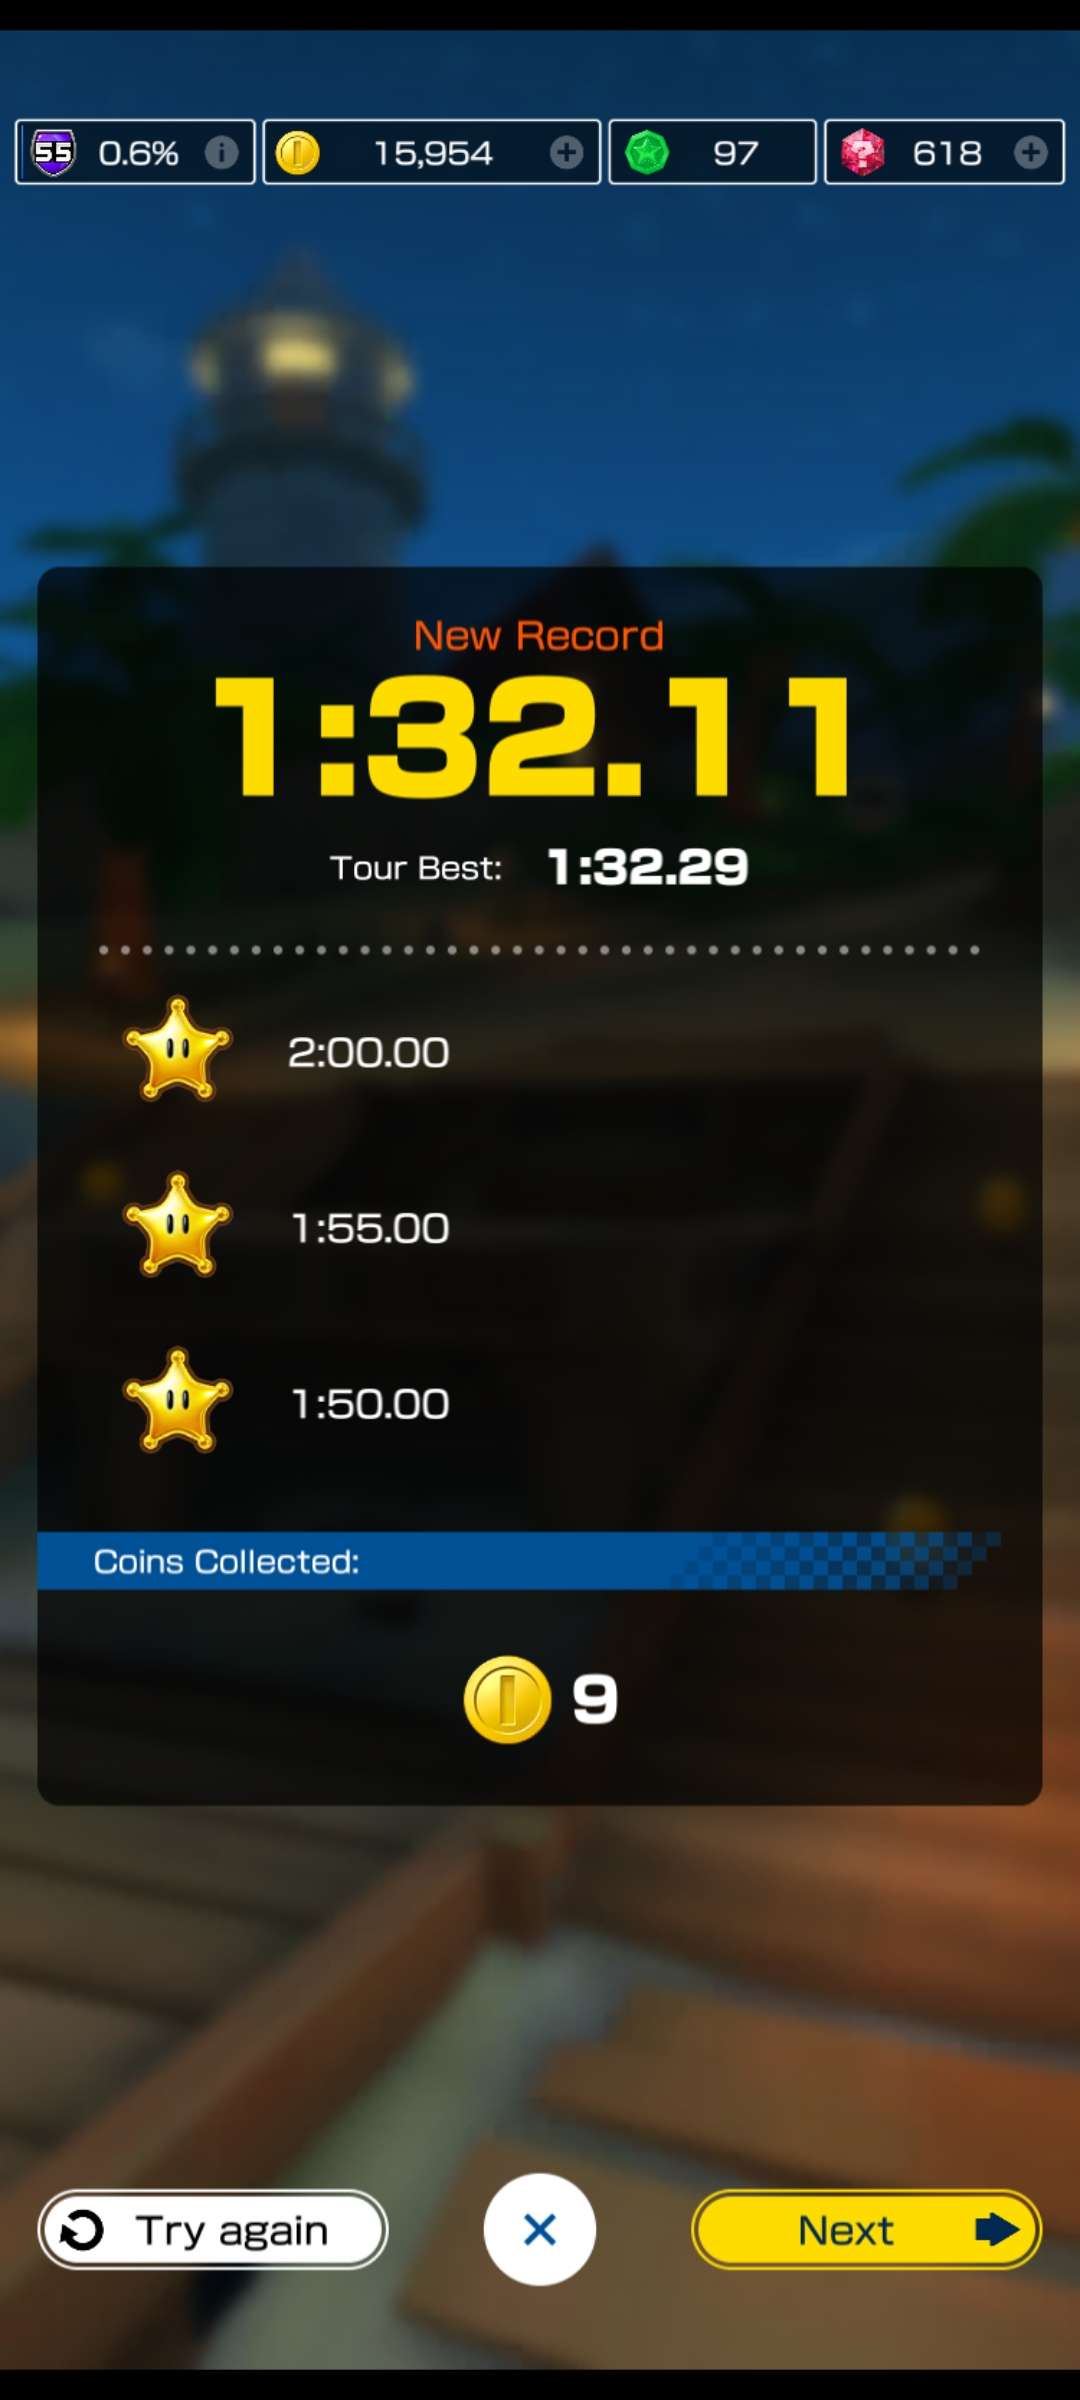 55 0.6% i 15,954 + 97 ? 618 +
New Record
1:32.11
Tour Best: 1:32.29
2:00.00
1:55.00
1:50.00
Coins Collected:
9
Try again × Next